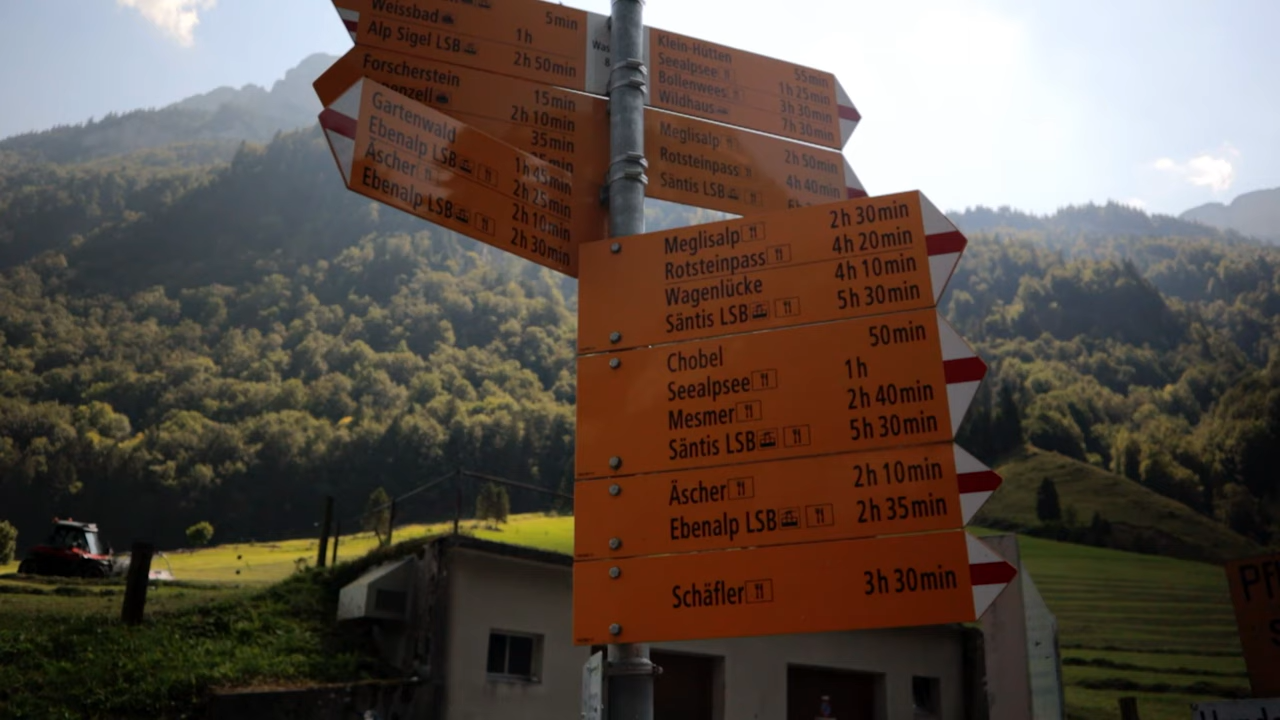 Weissbad 5min
Alp Sigel LSB 1h
2h 50min
Forscherstein 15min
2h 10min
35min
Gartenwald 1h 45min
Ebenalp LSB 2h 25min
Äscher 2h 10min
Ebenalp LSB 2h 30min
Klein-Hütten 55min
Seealpsee 1h 25min
Bollenwees 3h 30min
Wildhaus 7h 30min
Meglisalp 2h 50min
Rotsteinpass 4h 40min
Säntis LSB
Meglisalp 2h 30min
Rotsteinpass 4h 20min
Wagenlücke 4h 10min
Säntis LSB 5h 30min
Chobel 50min
Seealpsee 1h
Mesmer 2h 40min
Säntis LSB 5h 30min
Äscher 2h 10min
Ebenalp LSB 2h 35min
Schäfler 3h 30min